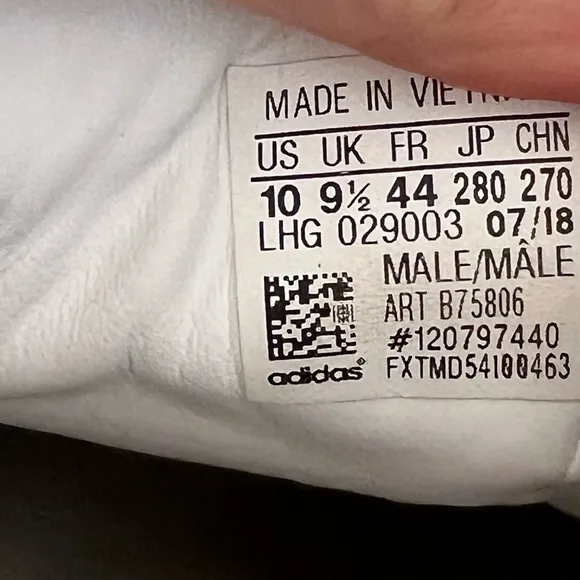 MADE IN
US UK FR JP CHN
10 9½ 44 280 270
LHG 029003 07/18
MALE/MÂLE
ART B75806
#120797440
adidas®
FXTMD54100463